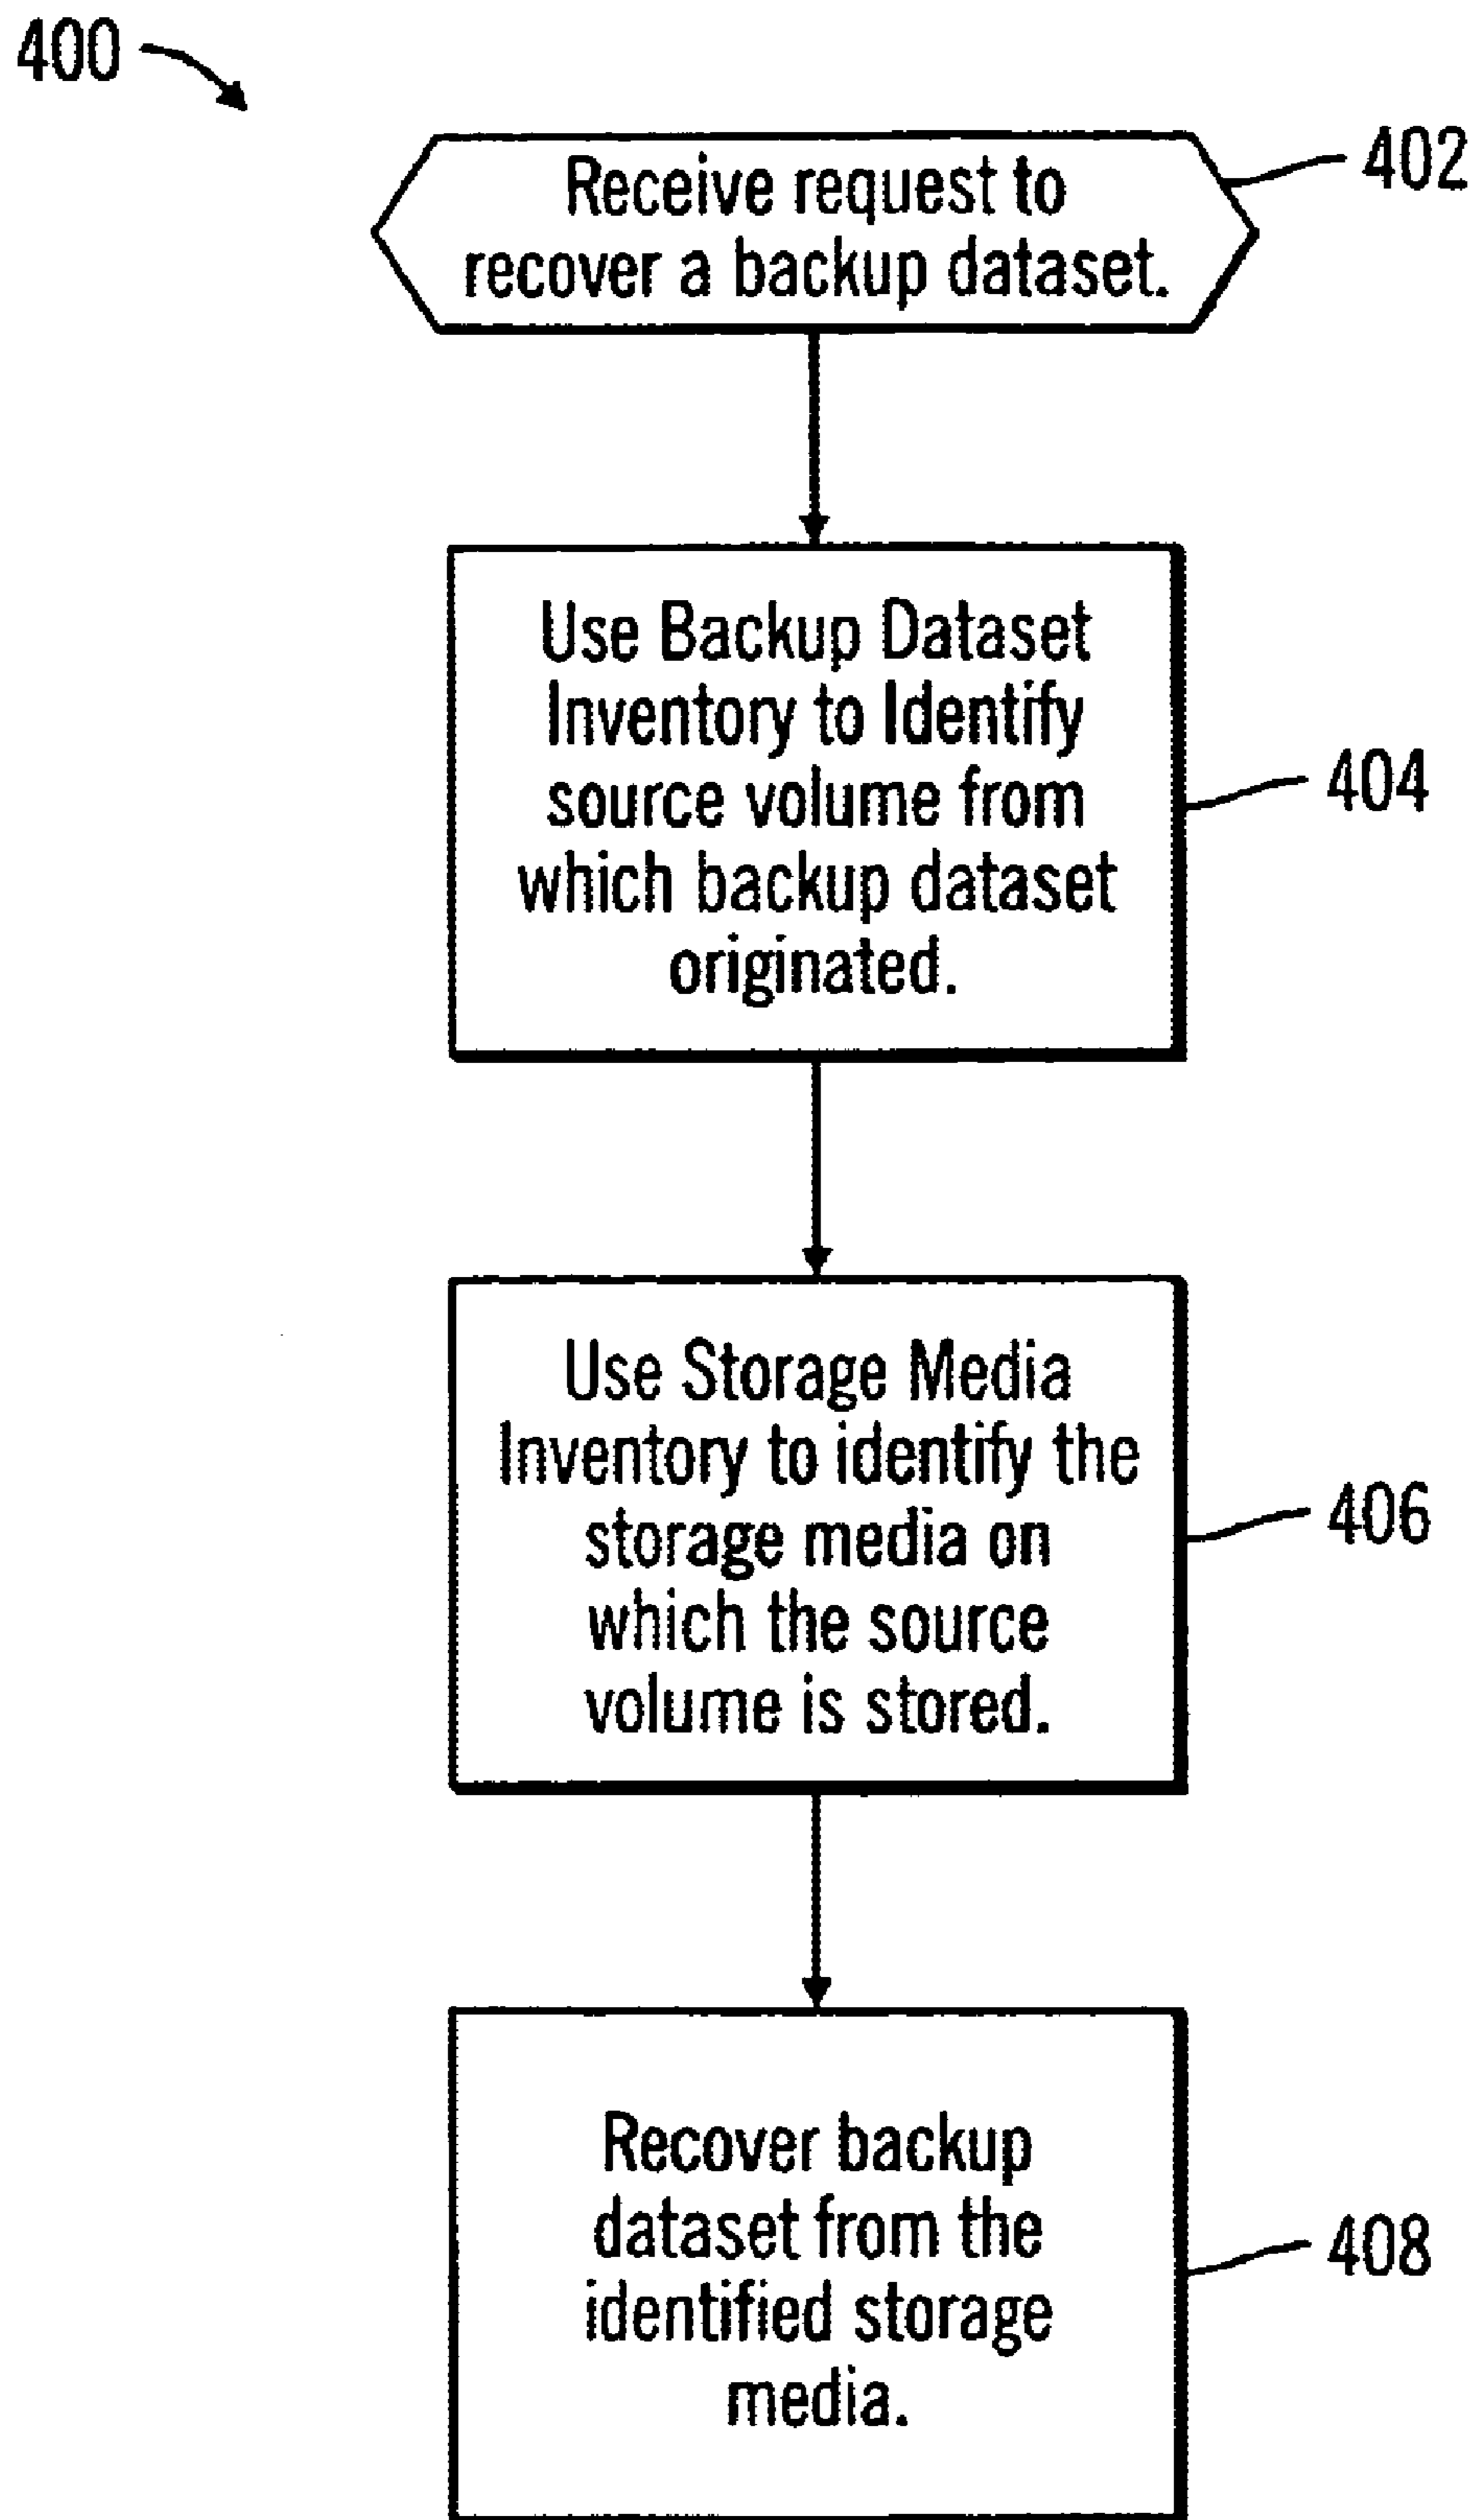 400
402
Receive request to
recover a backup dataset.
Use Backup Dataset
Inventory to Identify
source volume from
which backup dataset
originated.
404
Use Storage Media
Inventory to identify the
storage media on
which the source
volume is stored.
406
Recover backup
dataset from the
identified storage
media.
408